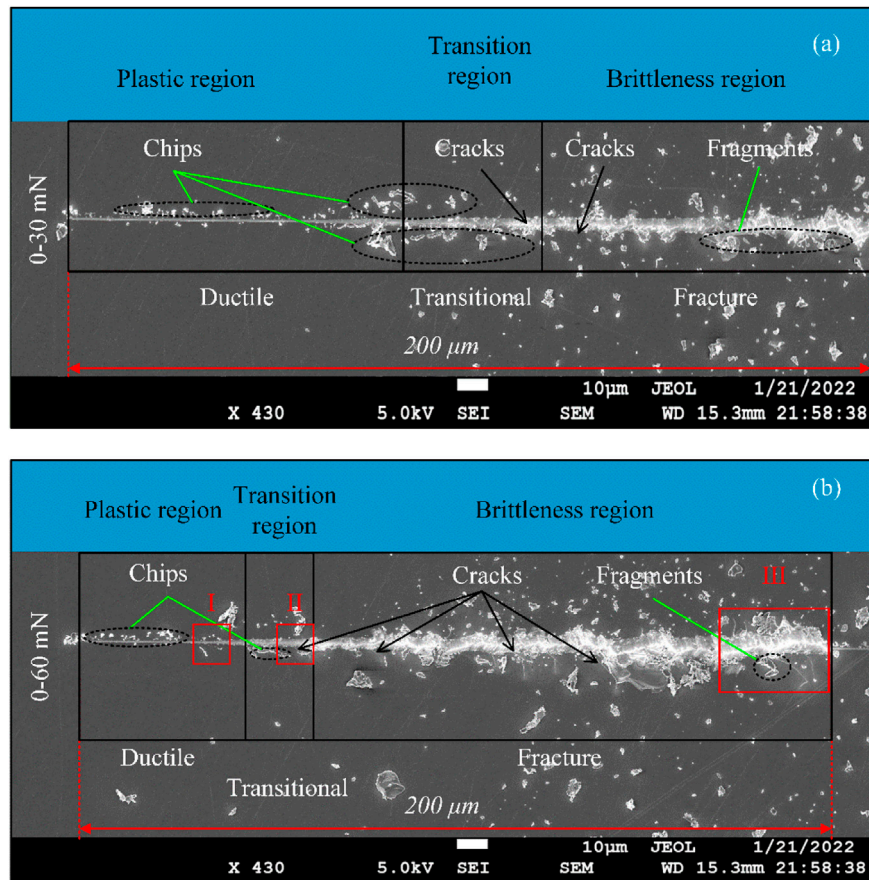 (a)
Plastic region
Transition
region
Brittleness region
Chips
Cracks
Cracks
Fragments
0-30 mN
Ductile
Transitional
Fracture
200 μm
10μm JEOL 1/21/2022
X 430 5.0kV SEI SEM WD 15.3mm 21:58:38
(b)
Plastic region
Transition
region
Brittleness region
Chips
I
II
Cracks
Fragments
III
0-60 mN
Ductile
Transitional
Fracture
200 μm
10μm JEOL 1/21/2022
X 430 5.0kV SEI SEM WD 15.3mm 21:58:38